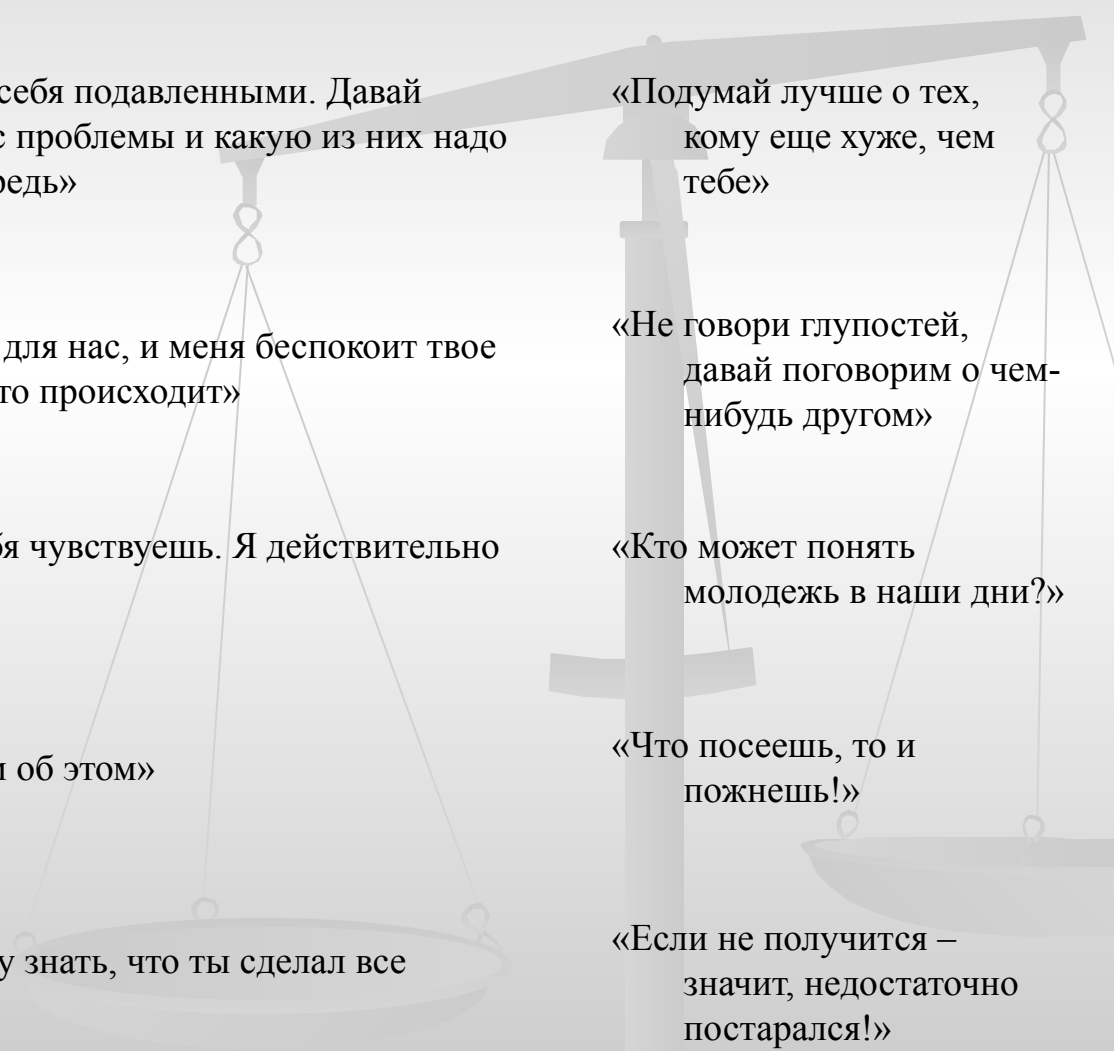 себя подавленными. Давай
с проблемы и какую из них надо
редь»
для нас, и меня беспокоит твое
то происходит»
бя чувствуешь. Я действительно
и об этом»
у знать, что ты сделал все
«Подумай лучше о тех,
кому еще хуже, чем
тебе»
«Не говори глупостей,
давай поговорим о чем-
нибудь другом»
«Кто может понять
молодежь в наши дни?»
«Что посеешь, то и
пожнешь!»
«Если не получится –
значит, недостаточно
постарался!»